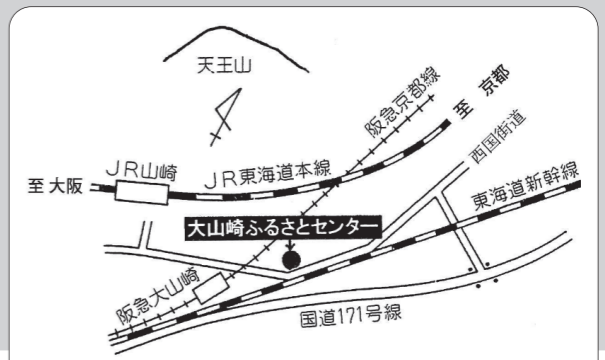 天王山
阪急京都線
至 京都
西国街道
JR山崎
JR東海道本線
至大阪
東海道新幹線
大山崎ふるさとセンター
阪急大山崎
国道171号線